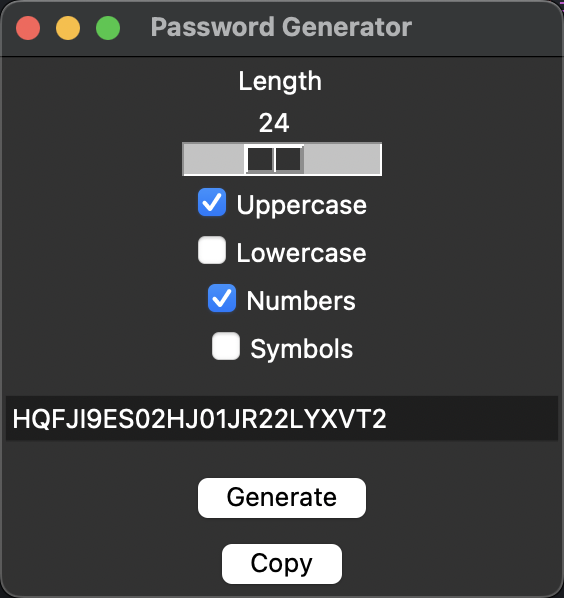 Password Generator
Length
24
Uppercase
Lowercase
Numbers
Symbols
HQFJI9ES02HJ01JR22LYXVT2
Generate
Copy